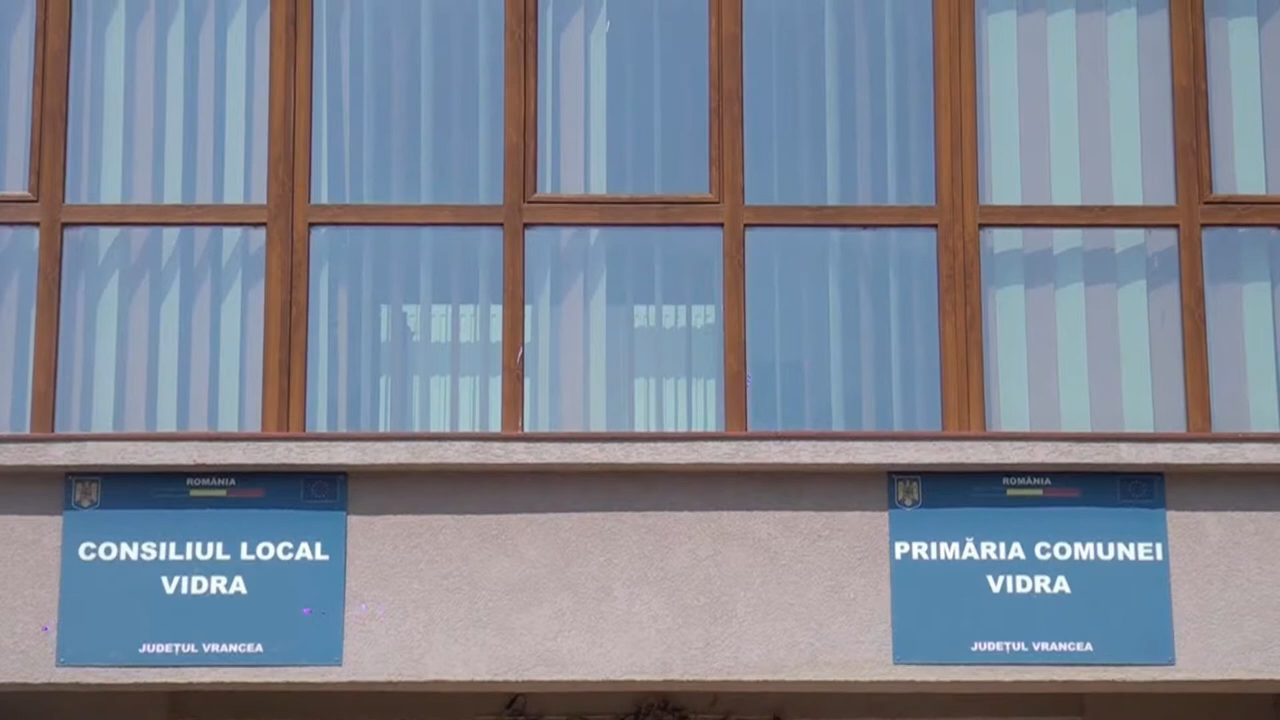 ROMÂNIA
CONSILIUL LOCAL
VIDRA
JUDEȚUL VRANCEA
ROMÂNIA
PRIMĂRIA COMUNEI
VIDRA
JUDEȚUL VRANCEA